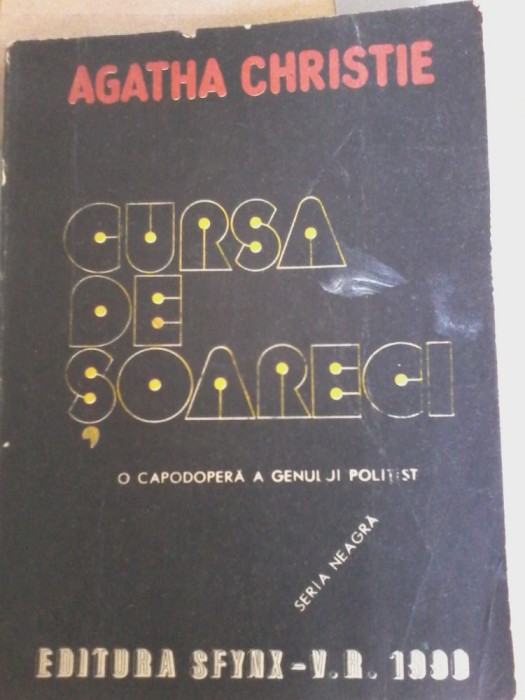 AGATHA CHRISTIE
CURSA
DE
ȘOARECI
O CAPODOPERĂ A GENULUI POLIȚIST
SERIA NEAGRĂ
EDITURA SFYNX-V.R. 1990